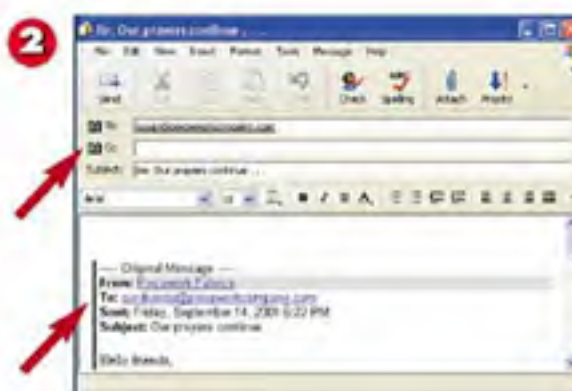 2
Re: Our prayers continue . . .
File Edit View Insert Format Tools Message Help
Send Check Spelling Attach Priority
To:
Cc:
Subject: Re: Our prayers continue . . .
Arial
---- Original Message ----
From: Fabrics
To:
Sent: Friday, September 14, 2001 6:22 PM
Subject: Our prayers continue
Hello friends,